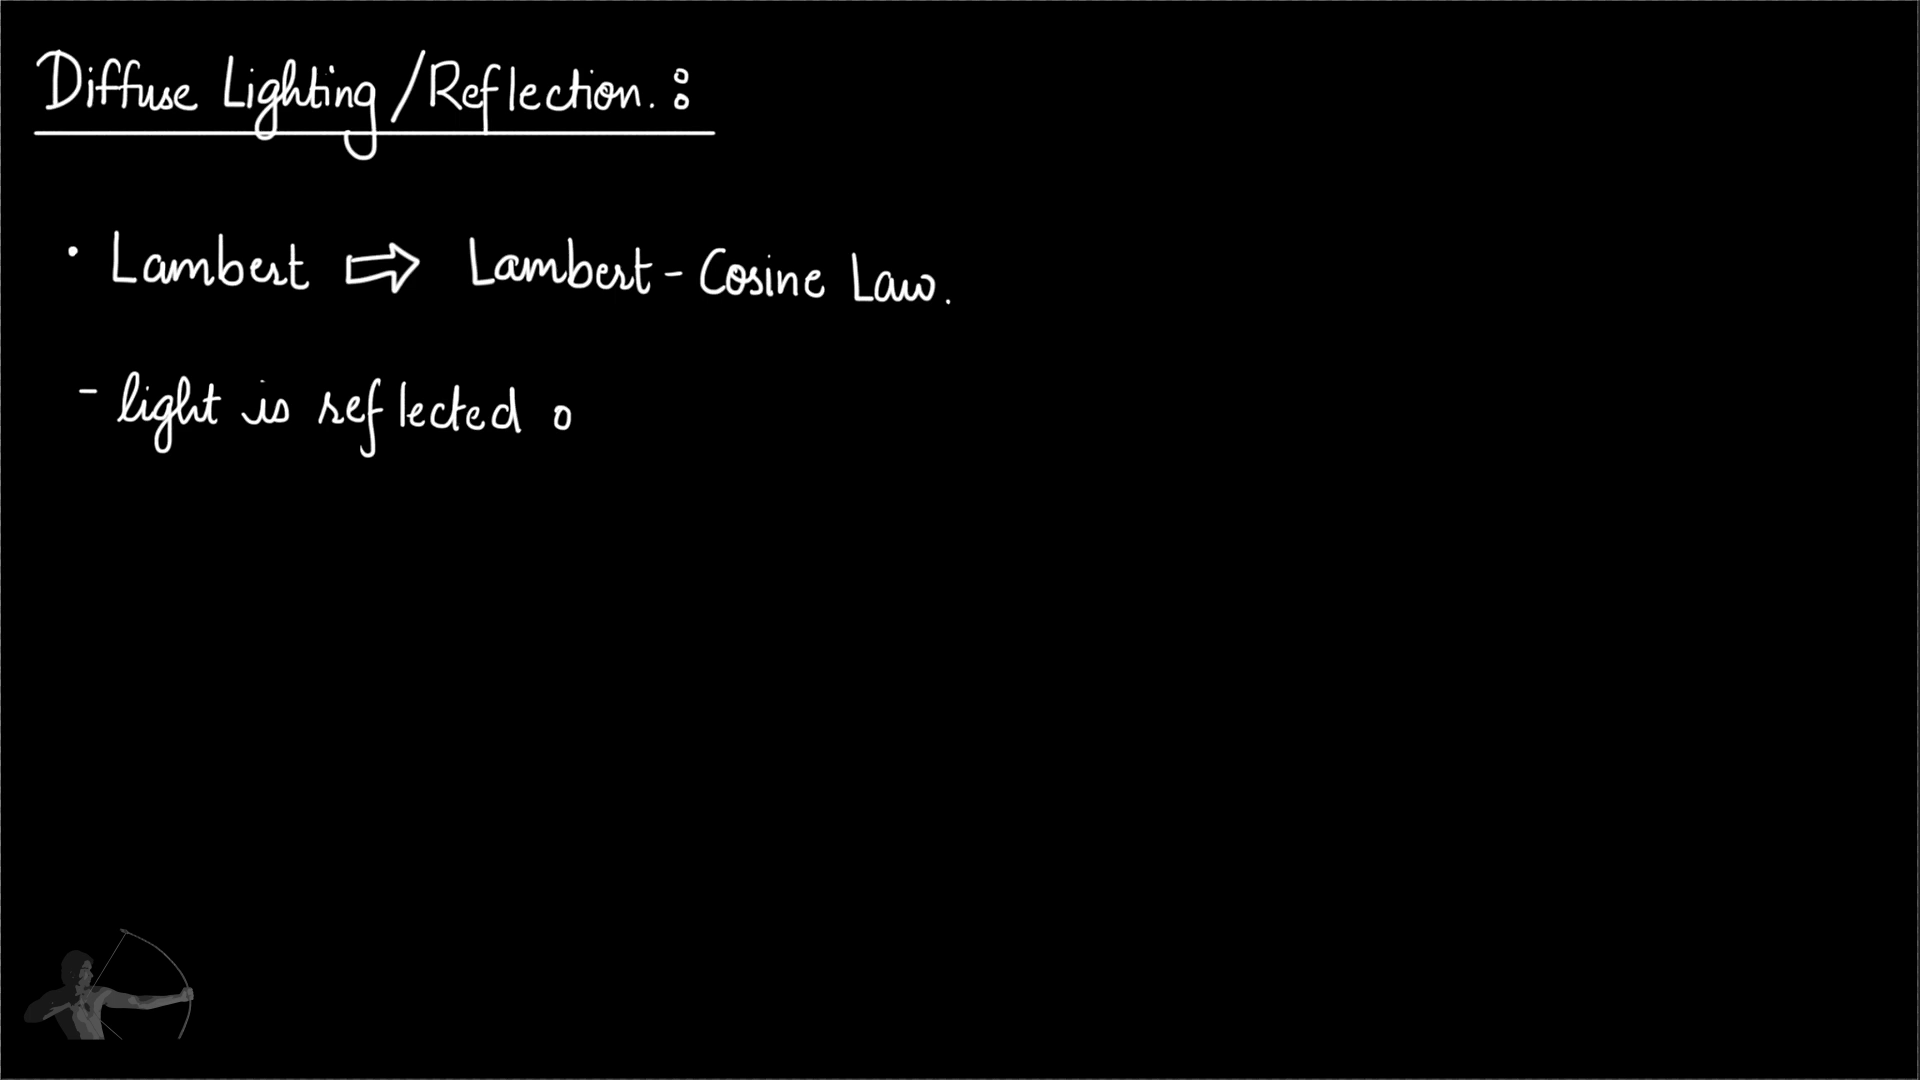 Diffuse Lighting/Reflection. :
• Lambert ⇨ Lambert - Cosine Law.
- light is reflected o